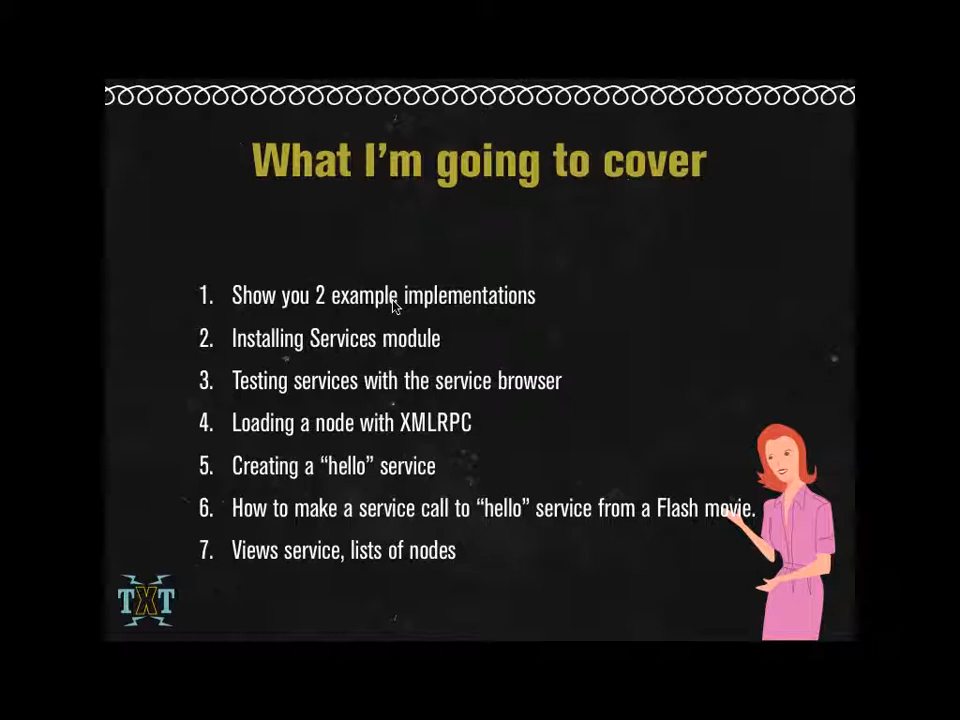 What I'm going to cover
1. Show you 2 example implementations
2. Installing Services module
3. Testing services with the service browser
4. Loading a node with XMLRPC
5. Creating a “hello” service
6. How to make a service call to “hello” service from a Flash movie.
7. Views service, lists of nodes
TXT